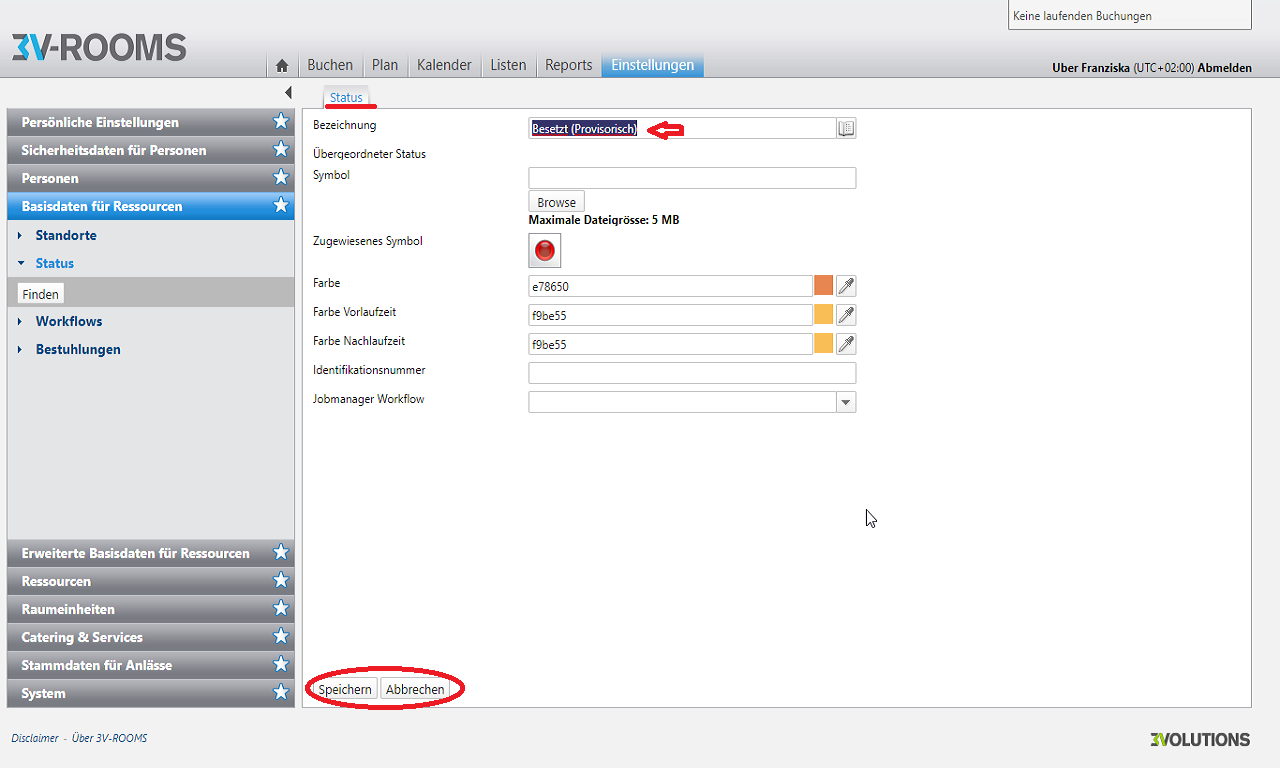 Keine laufenden Buchungen
3V-ROOMS
Buchen Plan Kalender Listen Reports Einstellungen
Uber Franziska (UTC+02:00) Abmelden
Status
Persönliche Einstellungen
Sicherheitsdaten für Personen
Personen
Basisdaten für Ressourcen
Standorte
Status
Finden
Workflows
Bestuhlungen
Erweiterte Basisdaten für Ressourcen
Ressourcen
Raumeinheiten
Catering & Services
Stammdaten für Anlässe
System
Bezeichnung Besetzt (Provisorisch)
Übergeordneter Status
Symbol
Browse
Maximale Dateigrösse: 5 MB
Zugewiesenes Symbol
Farbe e78650
Farbe Vorlaufzeit f9be55
Farbe Nachlaufzeit f9be55
Identifikationsnummer
Jobmanager Workflow
Speichern Abbrechen
Disclaimer - Über 3V-ROOMS
3VOLUTIONS